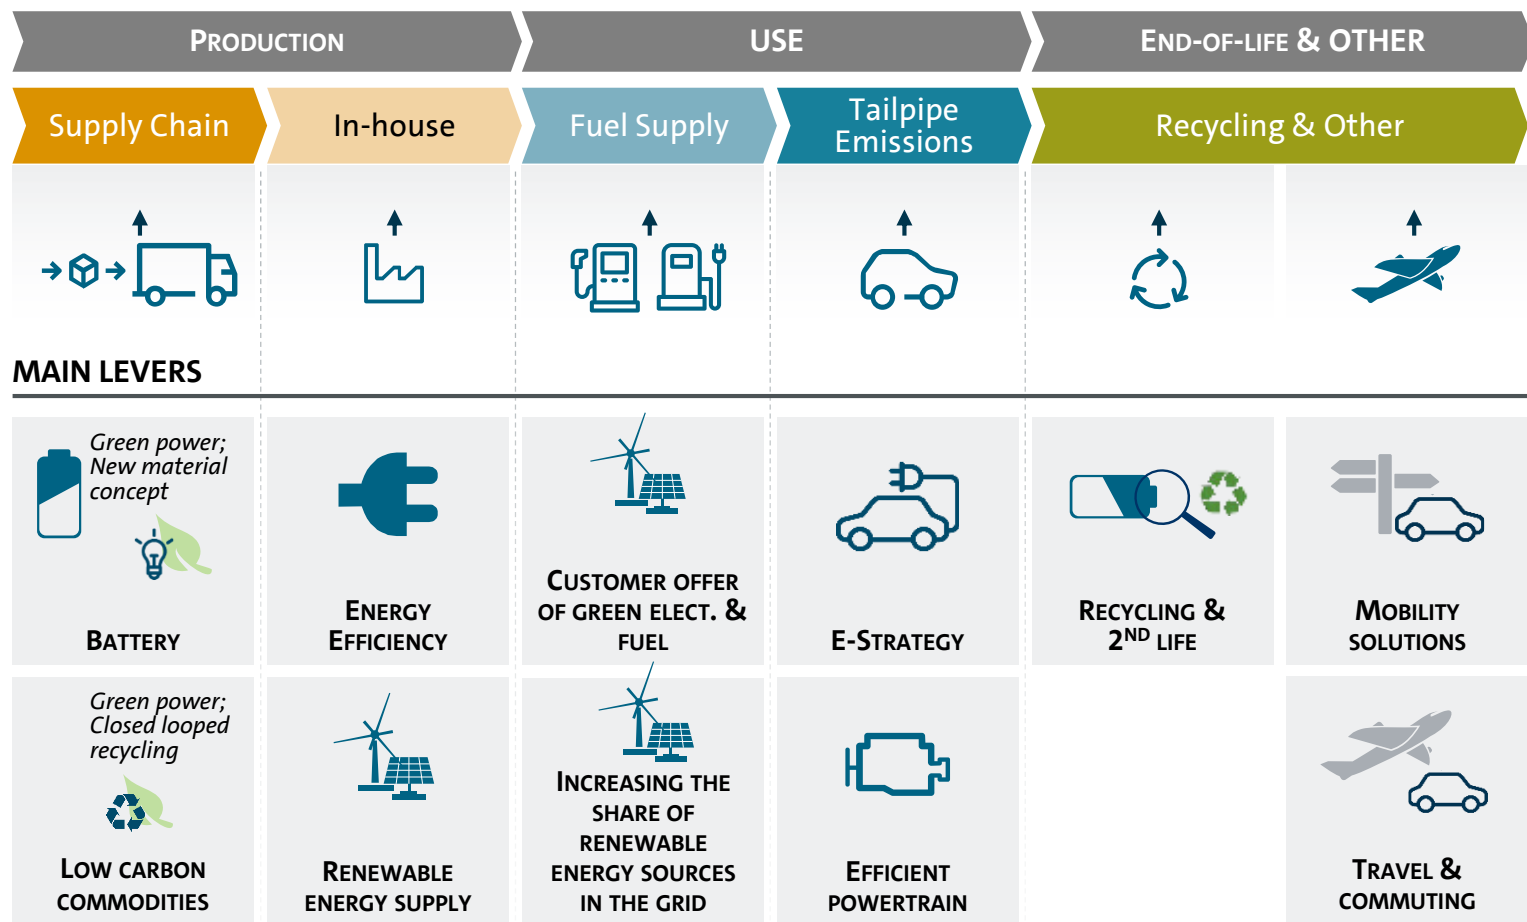 PRODUCTION
USE
END-OF-LIFE & OTHER
Supply Chain
In-house
Fuel Supply
Tailpipe
Emissions
Recycling & Other
MAIN LEVERS
Green power;
New material
concept
BATTERY
ENERGY
EFFICIENCY
CUSTOMER OFFER
OF GREEN ELECT. &
FUEL
E-STRATEGY
RECYCLING &
2ND LIFE
MOBILITY
SOLUTIONS
Green power;
Closed looped
recycling
LOW CARBON
COMMODITIES
RENEWABLE
ENERGY SUPPLY
INCREASING THE
SHARE OF
RENEWABLE
ENERGY SOURCES
IN THE GRID
EFFICIENT
POWERTRAIN
TRAVEL &
COMMUTING